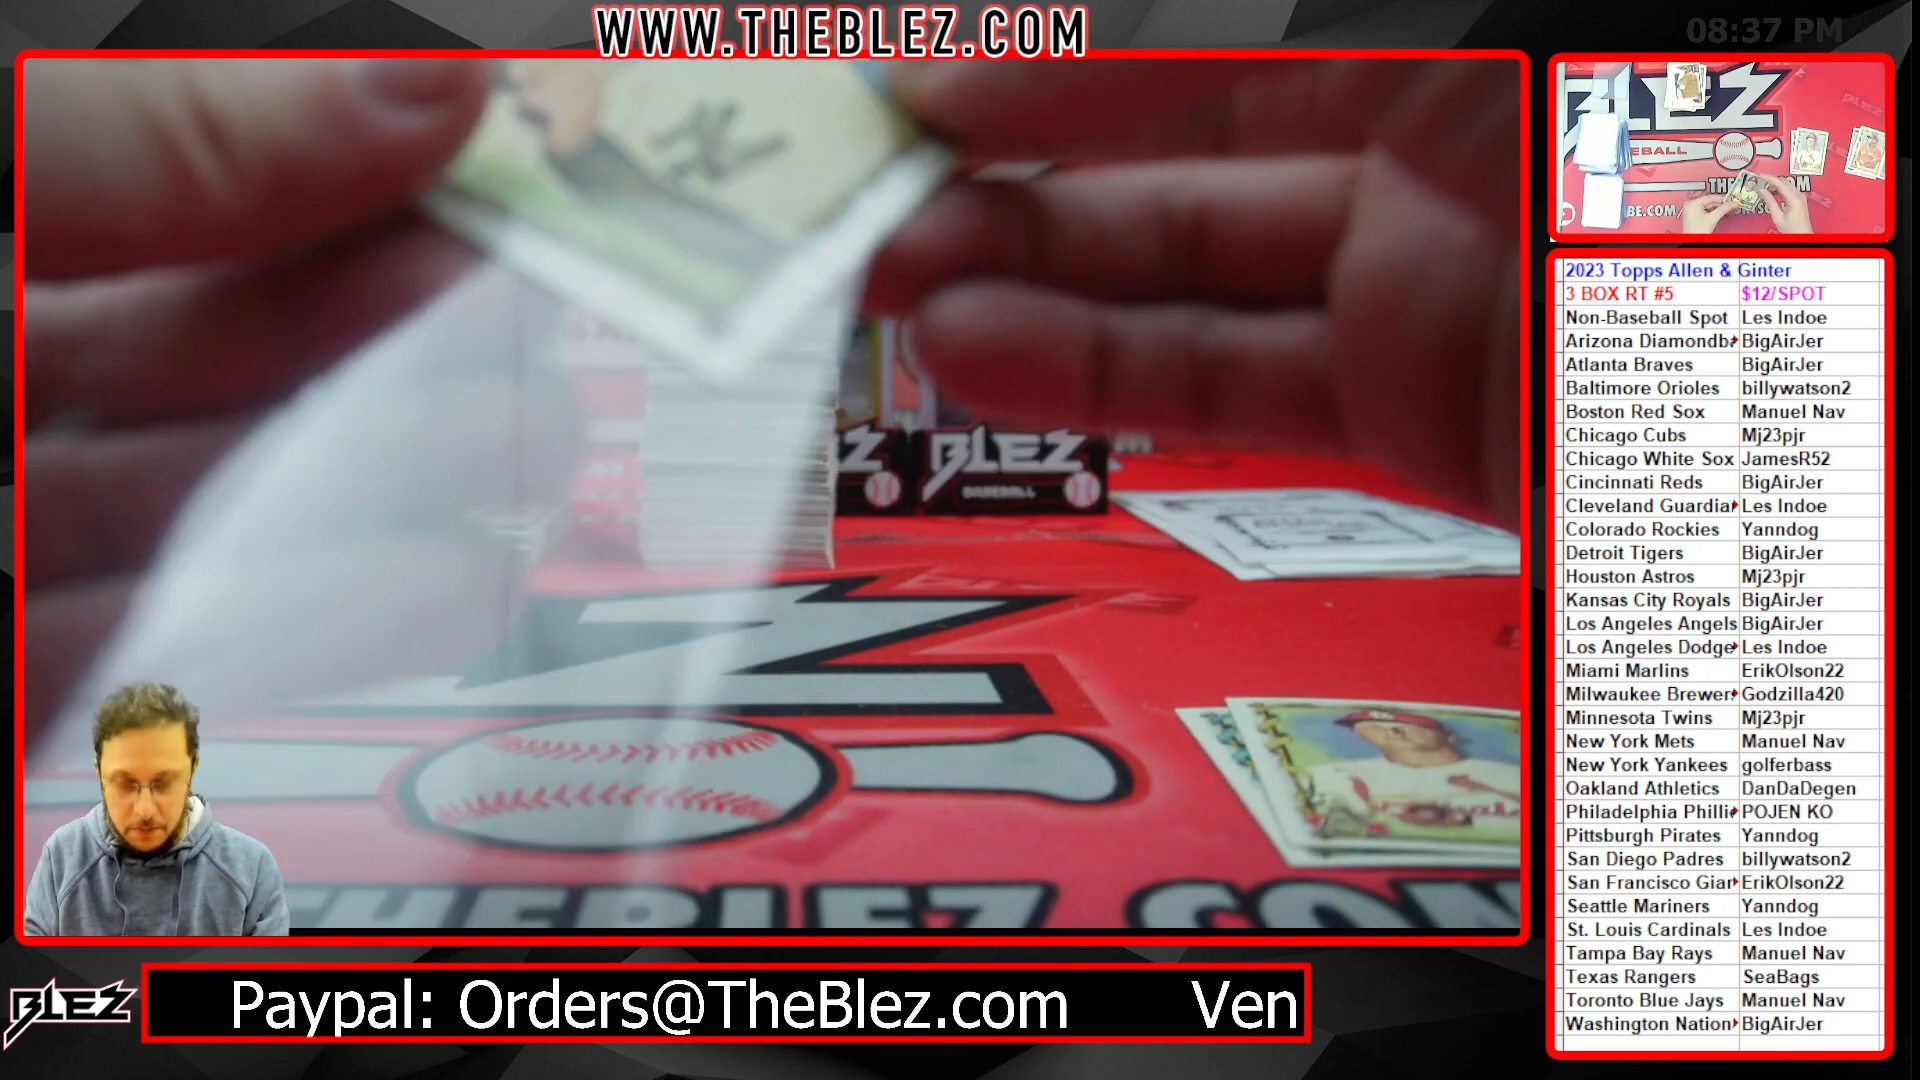 WWW.THEBLEZ.COM
08:37 PM
BLEZ
2023 Topps Allen & Ginter
3 BOX RT #5 $12/SPOT
Non-Baseball Spot Les Indoe
Arizona Diamondba BigAirJer
Atlanta Braves BigAirJer
Baltimore Orioles billywatson2
Boston Red Sox Manuel Nav
Chicago Cubs Mj23pjr
Chicago White Sox JamesR52
Cincinnati Reds BigAirJer
Cleveland Guardia Les Indoe
Colorado Rockies Yanndog
Detroit Tigers BigAirJer
Houston Astros Mj23pjr
Kansas City Royals BigAirJer
Los Angeles Angels BigAirJer
Los Angeles Dodge Les Indoe
Miami Marlins ErikOlson22
Milwaukee Brewer Godzilla420
Minnesota Twins Mj23pjr
New York Mets Manuel Nav
New York Yankees golferbass
Oakland Athletics DanDaDegen
Philadelphia Phillie POJEN KO
Pittsburgh Pirates Yanndog
San Diego Padres billywatson2
San Francisco Gian ErikOlson22
Seattle Mariners Yanndog
St. Louis Cardinals Les Indoe
Tampa Bay Rays Manuel Nav
Texas Rangers SeaBags
Toronto Blue Jays Manuel Nav
Washington Nation BigAirJer
BLEZ
BASEBALL
THEBLEZ.COM
BLEZ
Paypal: Orders@TheBlez.com Ven